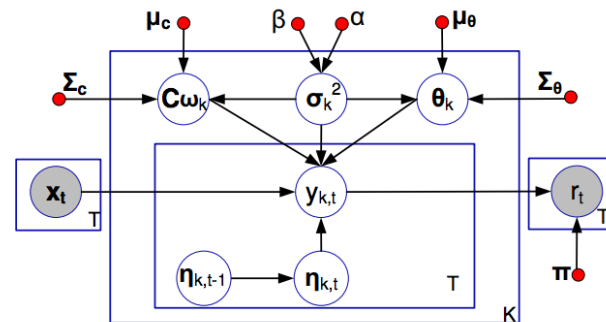 μc β α μθ
Σc Cωk σk² θk Σθ
xt T yk,t rt T
ηk,t-1 ηk,t T π
K